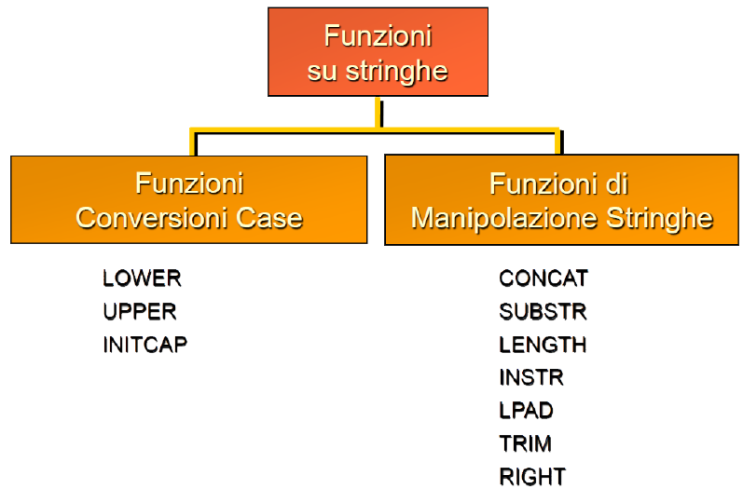 Funzioni
su stringhe
Funzioni
Conversioni Case
Funzioni di
Manipolazione Stringhe
LOWER
UPPER
INITCAP
CONCAT
SUBSTR
LENGTH
INSTR
LPAD
TRIM
RIGHT